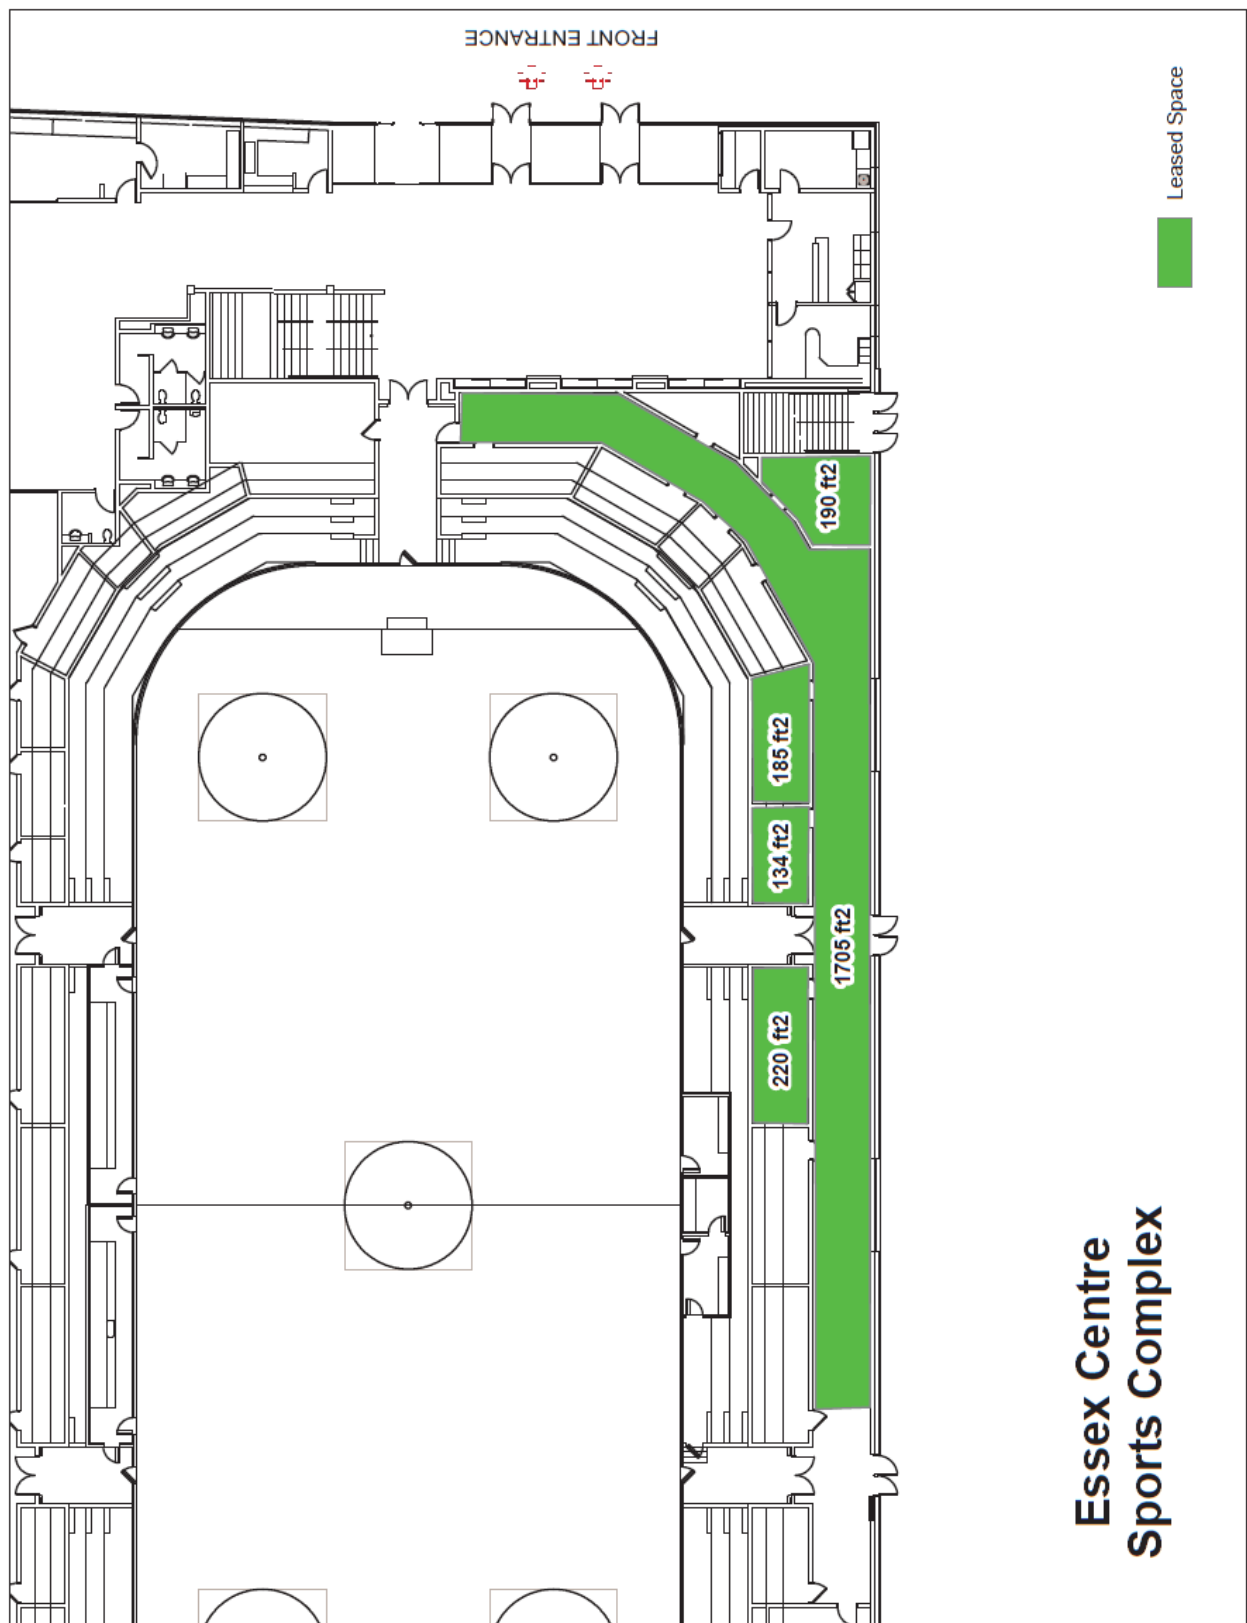 FRONT ENTRANCE
Leased Space
190 ft2
185 ft2
134 ft2
1705 ft2
220 ft2
Essex Centre
Sports Complex